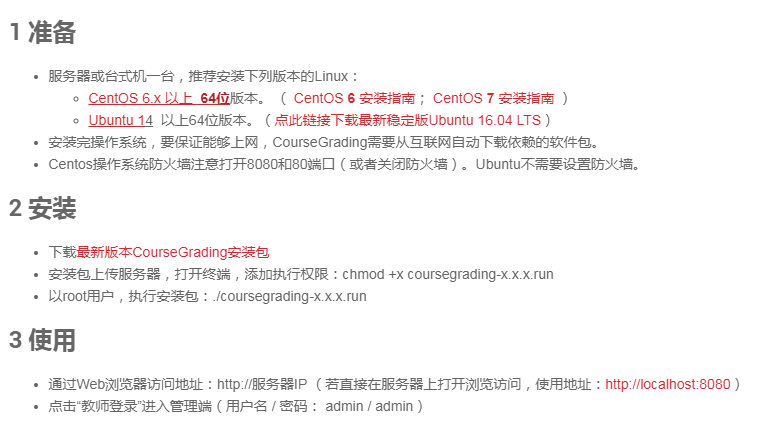 1 准备
服务器或台式机一台，推荐安装下列版本的Linux：
CentOS 6.x 以上 64位版本。 （ CentOS 6 安装指南； CentOS 7 安装指南 ）
Ubuntu 14 以上64位版本。（点此链接下载最新稳定版Ubuntu 16.04 LTS）
安装完操作系统，要保证能够上网，CourseGrading需要从互联网自动下载依赖的软件包。
Centos操作系统防火墙注意打开8080和80端口（或者关闭防火墙）。Ubuntu不需要设置防火墙。
2 安装
下载最新版本CourseGrading安装包
安装包上传服务器，打开终端，添加执行权限：chmod +x coursegrading-x.x.x.run
以root用户，执行安装包：./coursegrading-x.x.x.run
3 使用
通过Web浏览器访问地址：http://服务器IP （ 若直接在服务器上打开浏览访问，使用地址：http://localhost:8080 ）
点击“教师登录”进入管理端（用户名 / 密码： admin / admin ）